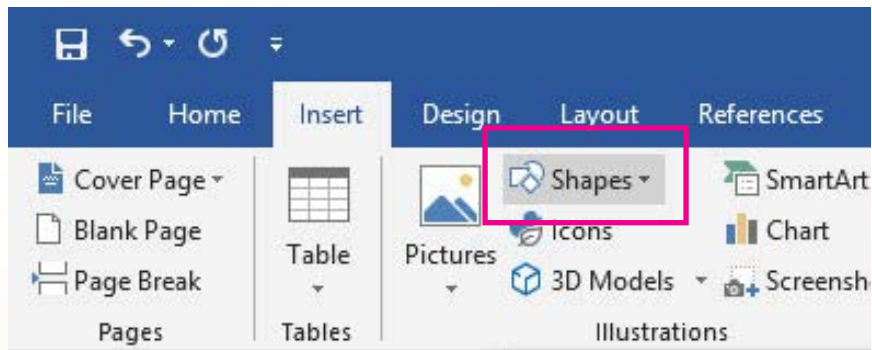 File Home Insert Design Layout References
Cover Page Shapes SmartArt
Blank Page Icons Chart
Table Pictures
Page Break 3D Models Screensh
Pages Tables Illustrations